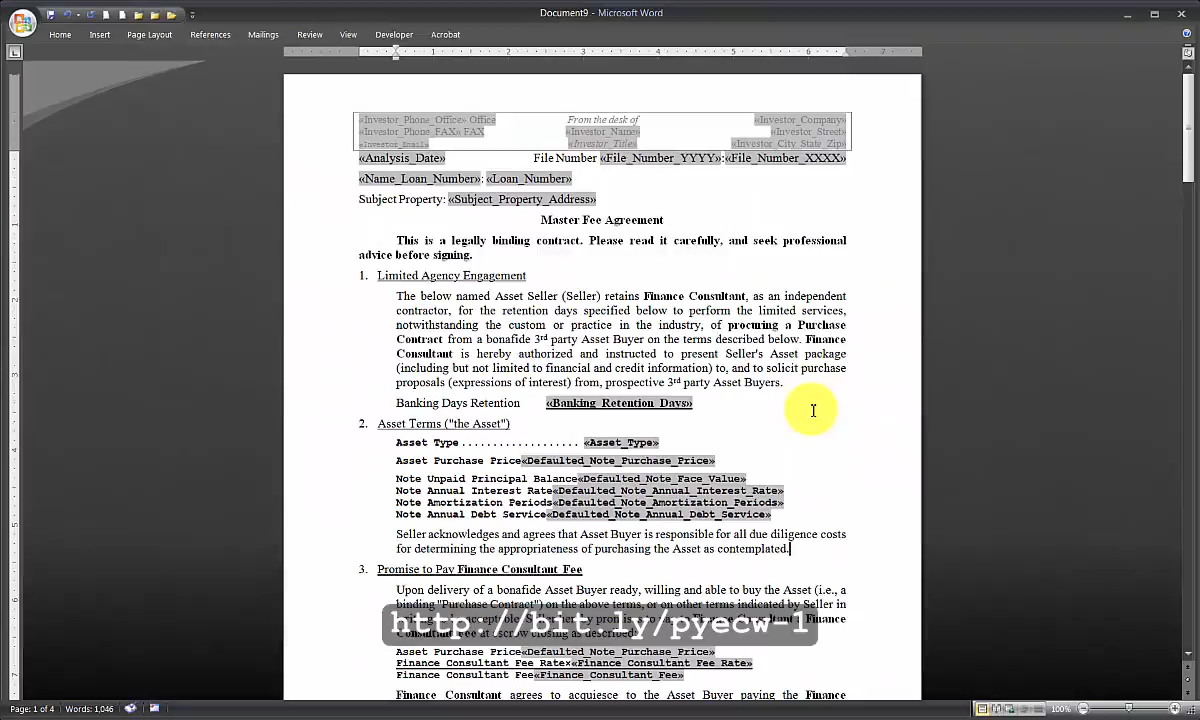 Document9 - Microsoft Word
Home Insert Page Layout References Mailings Review View Developer Acrobat
1 2 3 4 5 6 7
«Investor_Phone_Office» Office From the desk of «Investor_Company»
«Investor_Phone_FAX» FAX «Investor_Name» «Investor_Street»
«Investor_Email» «Investor_Title» «Investor_City_State_Zip»
«Analysis_Date» File Number «File_Number_YYYY»:«File_Number_XXXX»
«Name_Loan_Number»: «Loan_Number»
Subject Property: «Subject_Property_Address»
Master Fee Agreement
This is a legally binding contract. Please read it carefully, and seek professional
advice before signing.
1. Limited Agency Engagement
The below named Asset Seller (Seller) retains Finance Consultant, as an independent
contractor, for the retention days specified below to perform the limited services,
notwithstanding the custom or practice in the industry, of procuring a Purchase
Contract from a bonafide 3rd party Asset Buyer on the terms described below. Finance
Consultant is hereby authorized and instructed to present Seller's Asset package
(including but not limited to financial and credit information) to, and to solicit purchase
proposals (expressions of interest) from, prospective 3rd party Asset Buyers.
Banking Days Retention «Banking_Retention_Days»
2. Asset Terms ("the Asset")
Asset Type ................... «Asset_Type»
Asset Purchase Price«Defaulted_Note_Purchase_Price»
Note Unpaid Principal Balance«Defaulted_Note_Face_Value»
Note Annual Interest Rate«Defaulted_Note_Annual_Interest_Rate»
Note Amortization Periods«Defaulted_Note_Amortization_Periods»
Note Annual Debt Service«Defaulted_Note_Annual_Debt_Service»
Seller acknowledges and agrees that Asset Buyer is responsible for all due diligence costs
for determining the appropriateness of purchasing the Asset as contemplated.
3. Promise to Pay Finance Consultant Fee
Upon delivery of a bonafide Asset Buyer ready, willing and able to buy the Asset (i.e., a
binding "Purchase Contract") on the above terms, or on other terms indicated by Seller in
http://bit.ly/pyecw-1
Asset Purchase Price«Defaulted_Note_Purchase_Price»
Finance Consultant Fee Rate×«Finance_Consultant_Fee_Rate»
Finance Consultant Fee«Finance_Consultant_Fee»
Finance Consultant agrees to acquiesce to the Asset Buyer paying the Finance
Page: 1 of 4 Words: 1,046 100%